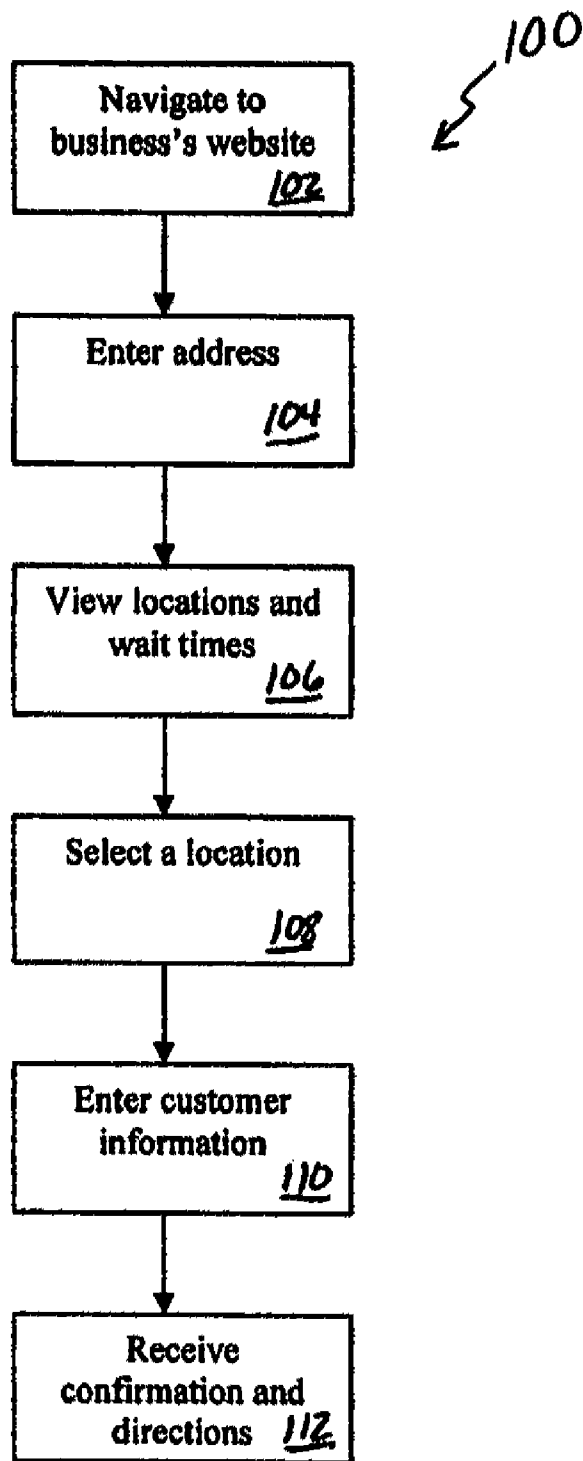 100
Navigate to
business's website
102
Enter address
104
View locations and
wait times
106
Select a location
108
Enter customer
information
110
Receive
confirmation and
directions 112